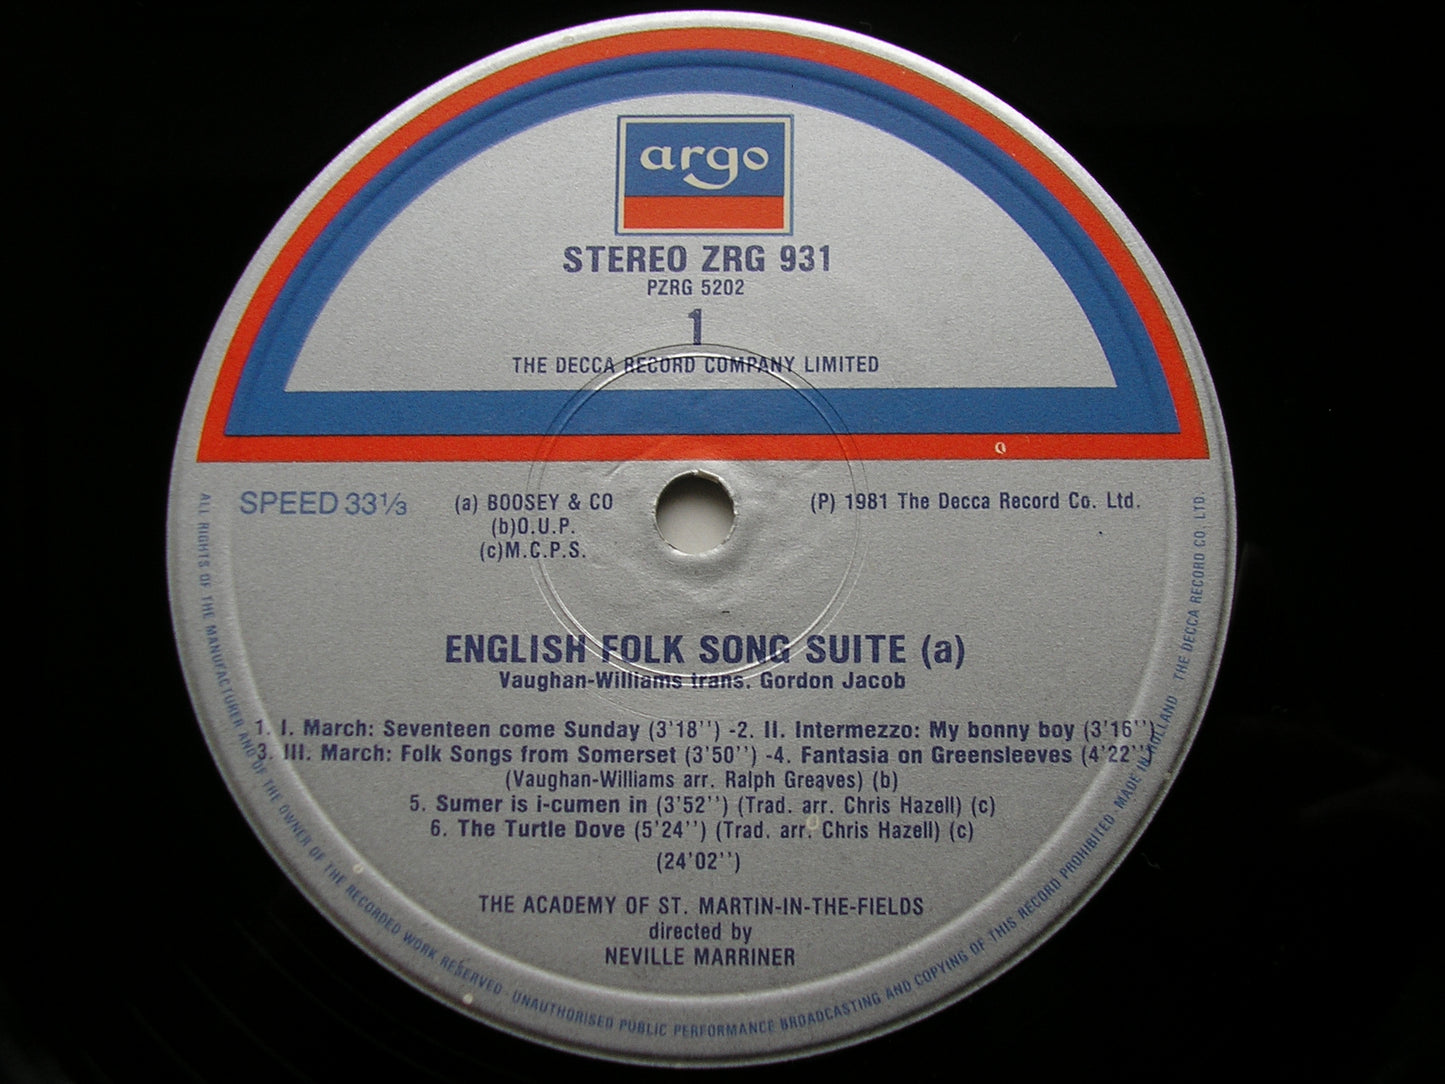 argo
STEREO ZRG 931
PZRG 5202
1
THE DECCA RECORD COMPANY LIMITED
SPEED 33⅓
(a) BOOSEY & CO
(b)O.U.P.
(c)M.C.P.S.
(P) 1981 The Decca Record Co. Ltd.
ENGLISH FOLK SONG SUITE (a)
Vaughan-Williams trans. Gordon Jacob
1. I. March: Seventeen come Sunday (3'18'') -2. II. Intermezzo: My bonny boy (3'16'')
3. III. March: Folk Songs from Somerset (3'50'') -4. Fantasia on Greensleeves (4'22'')
(Vaughan-Williams arr. Ralph Greaves) (b)
5. Sumer is i-cumen in (3'52'') (Trad. arr. Chris Hazell) (c)
6. The Turtle Dove (5'24'') (Trad. arr. Chris Hazell) (c)
(24'02'')
THE ACADEMY OF ST. MARTIN-IN-THE-FIELDS
directed by
NEVILLE MARRINER
ALL RIGHTS OF THE MANUFACTURER AND OF THE OWNER OF THE RECORDED WORK RESERVED · UNAUTHORISED PUBLIC PERFORMANCE BROADCASTING AND COPYING OF THIS RECORD PROHIBITED · MADE IN HOLLAND · THE DECCA RECORD CO. LTD.